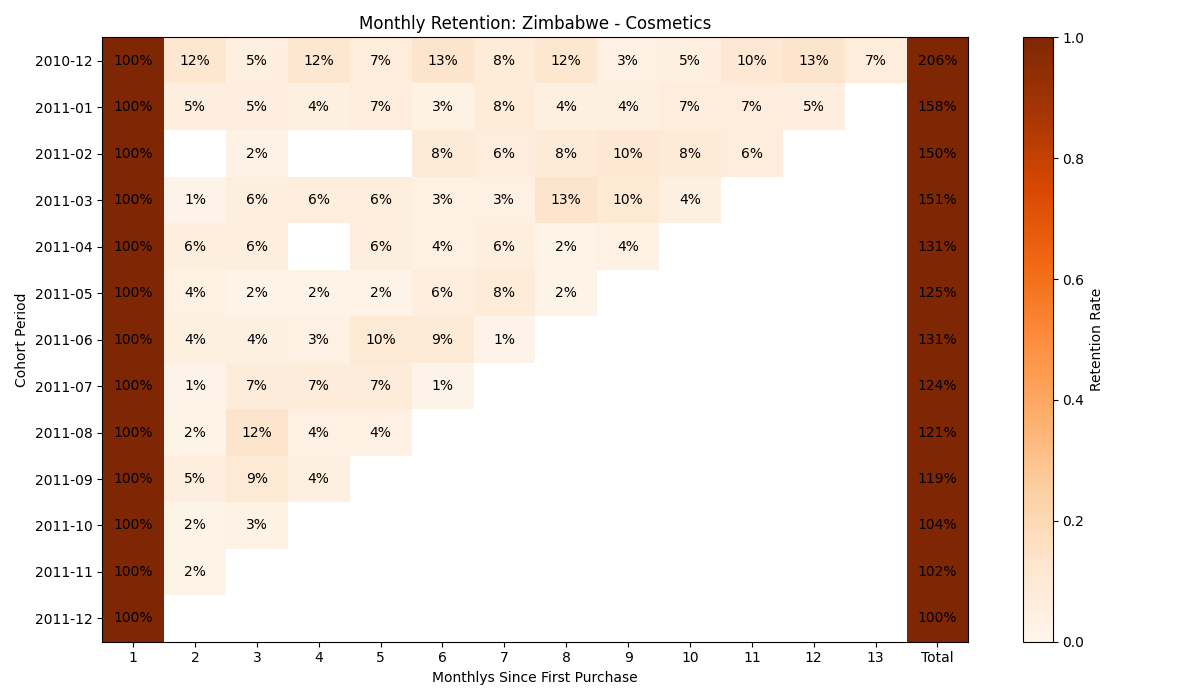 Monthly Retention: Zimbabwe - Cosmetics
2010-12 100% 12% 5% 12% 7% 13% 8% 12% 3% 5% 10% 13% 7% 206%
2011-01 100% 5% 5% 4% 7% 3% 8% 4% 4% 7% 7% 5% 158%
2011-02 100% 2% 8% 6% 8% 10% 8% 6% 150%
2011-03 100% 1% 6% 6% 6% 3% 3% 13% 10% 4% 151%
2011-04 100% 6% 6% 6% 4% 6% 2% 4% 131%
2011-05 100% 4% 2% 2% 2% 6% 8% 2% 125%
2011-06 100% 4% 4% 3% 10% 9% 1% 131%
2011-07 100% 1% 7% 7% 7% 1% 124%
2011-08 100% 2% 12% 4% 4% 121%
2011-09 100% 5% 9% 4% 119%
2011-10 100% 2% 3% 104%
2011-11 100% 2% 102%
2011-12 100% 100%
1 2 3 4 5 6 7 8 9 10 11 12 13 Total
Monthlys Since First Purchase
Cohort Period
1.0
0.8
0.6
0.4
0.2
0.0
Retention Rate